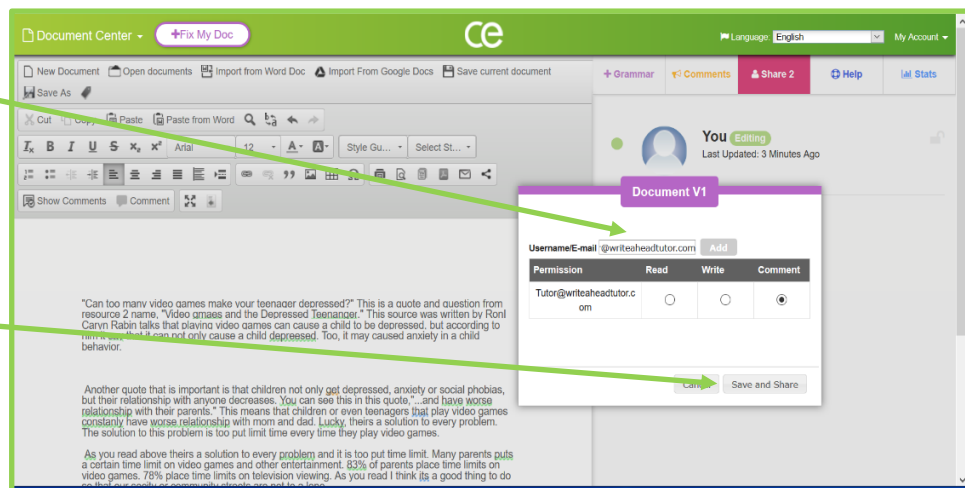 Document Center
+Fix My Doc
ce
Language: English
My Account
New Document Open documents Import from Word Doc Import From Google Docs Save current document
Save As
+ Grammar
Comments
Share 2
Help
Stats
Cut Copy Paste Paste from Word
B I U S x₂ x² Arial 12 A A Style Gu... Select St...
Show Comments Comment
You Editing
Last Updated: 3 Minutes Ago
Document V1
Username/E-mail @writeaheadtutor.com Add
Permission Read Write Comment
Tutor@writeaheadtutor.c
om
Cancel Save and Share
"Can too many video games make your teenager depressed?" This is a quote and question from
resource 2 name, "Video gmaes and the Depressed Teenanger." This source was written by Ronl
Caryn Rabin talks that playing video games can cause a child to be depressed, but according to
that it can not only cause a child depreesed. Too, it may caused anxiety in a child
behavior.
Another quote that is important is that children not only get depressed, anxiety or social phobias,
but their relationship with anyone decreases. You can see this in this quote,"...and have worse
relationship with their parents." This means that children or even teenagers that play video games
constanly have worse relationship with mom and dad. Lucky, theirs a solution to every problem.
The solution to this problem is too put limit time every time they play video games.
As you read above theirs a solution to every problem and it is too put time limit. Many parents puts
a certain time limit on video games and other entertainment. 83% of parents place time limits on
video games. 78% place time limits on television viewing. As you read I think its a good thing to do